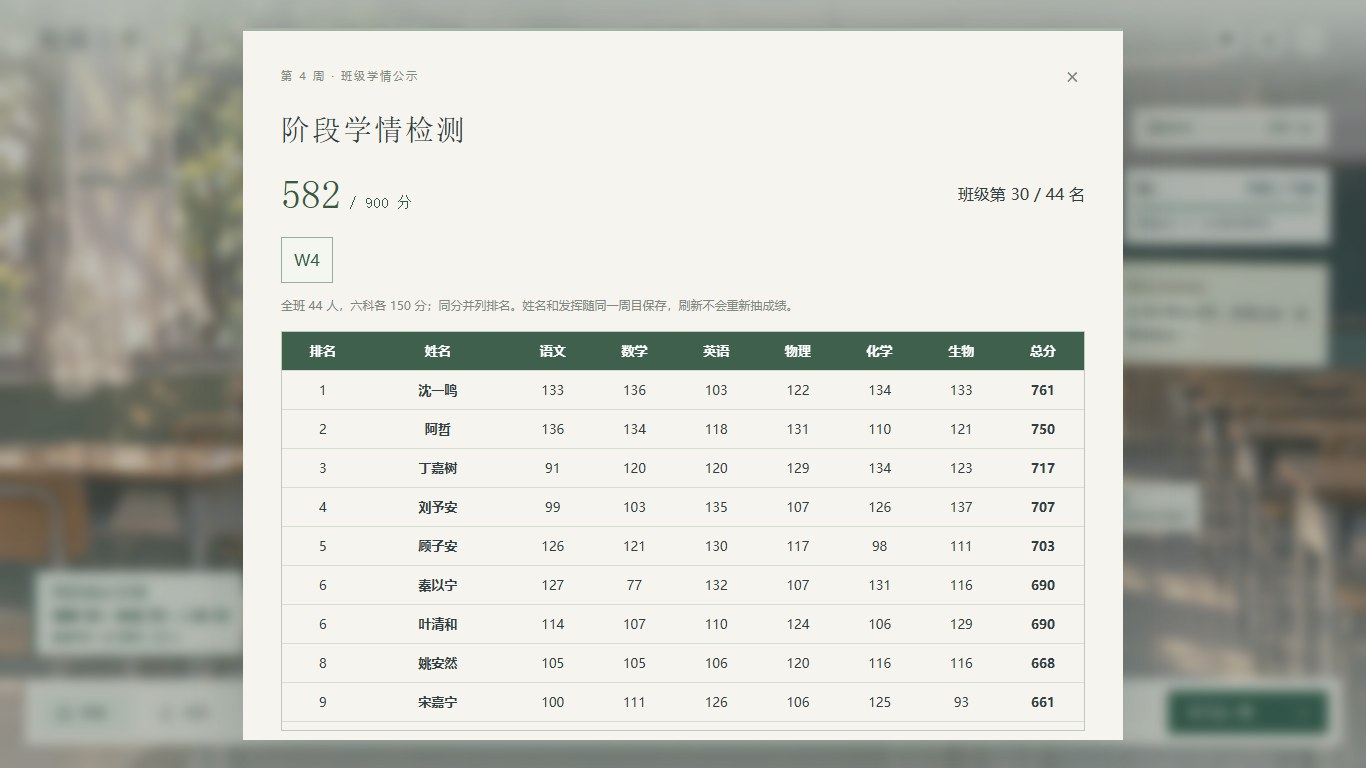 第 4 周 · 班级学情公示
×
阶段学情检测
582 / 900 分
班级第 30 / 44 名
W4
全班 44 人，六科各 150 分；同分并列排名。姓名和发挥随同一周目保存，刷新不会重新抽成绩。
排名 姓名 语文 数学 英语 物理 化学 生物 总分
1 沈一鸣 133 136 103 122 134 133 761
2 阿哲 136 134 118 131 110 121 750
3 丁嘉树 91 120 120 129 134 123 717
4 刘予安 99 103 135 107 126 137 707
5 顾子安 126 121 130 117 98 111 703
6 秦以宁 127 77 132 107 131 116 690
6 叶清和 114 107 110 124 106 129 690
8 姚安然 105 105 106 120 116 116 668
9 宋嘉宁 100 111 126 106 125 93 661